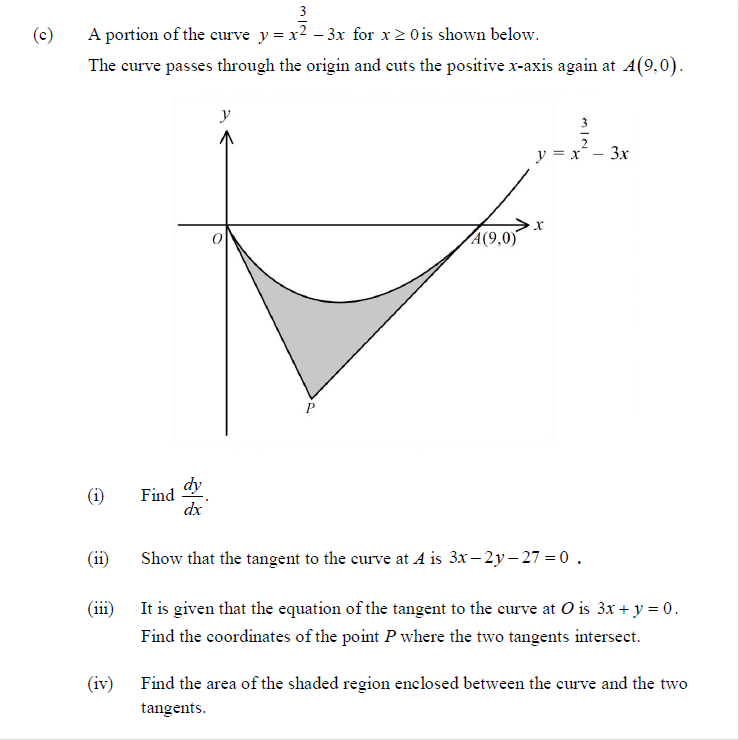 (c) A portion of the curve y = x^(3/2) – 3x for x ≥ 0 is shown below.
The curve passes through the origin and cuts the positive x-axis again at A(9,0).
y
y = x^(3/2) – 3x
x
O
A(9,0)
P
(i) Find dy/dx.
(ii) Show that the tangent to the curve at A is 3x – 2y – 27 = 0 .
(iii) It is given that the equation of the tangent to the curve at O is 3x + y = 0.
Find the coordinates of the point P where the two tangents intersect.
(iv) Find the area of the shaded region enclosed between the curve and the two
tangents.